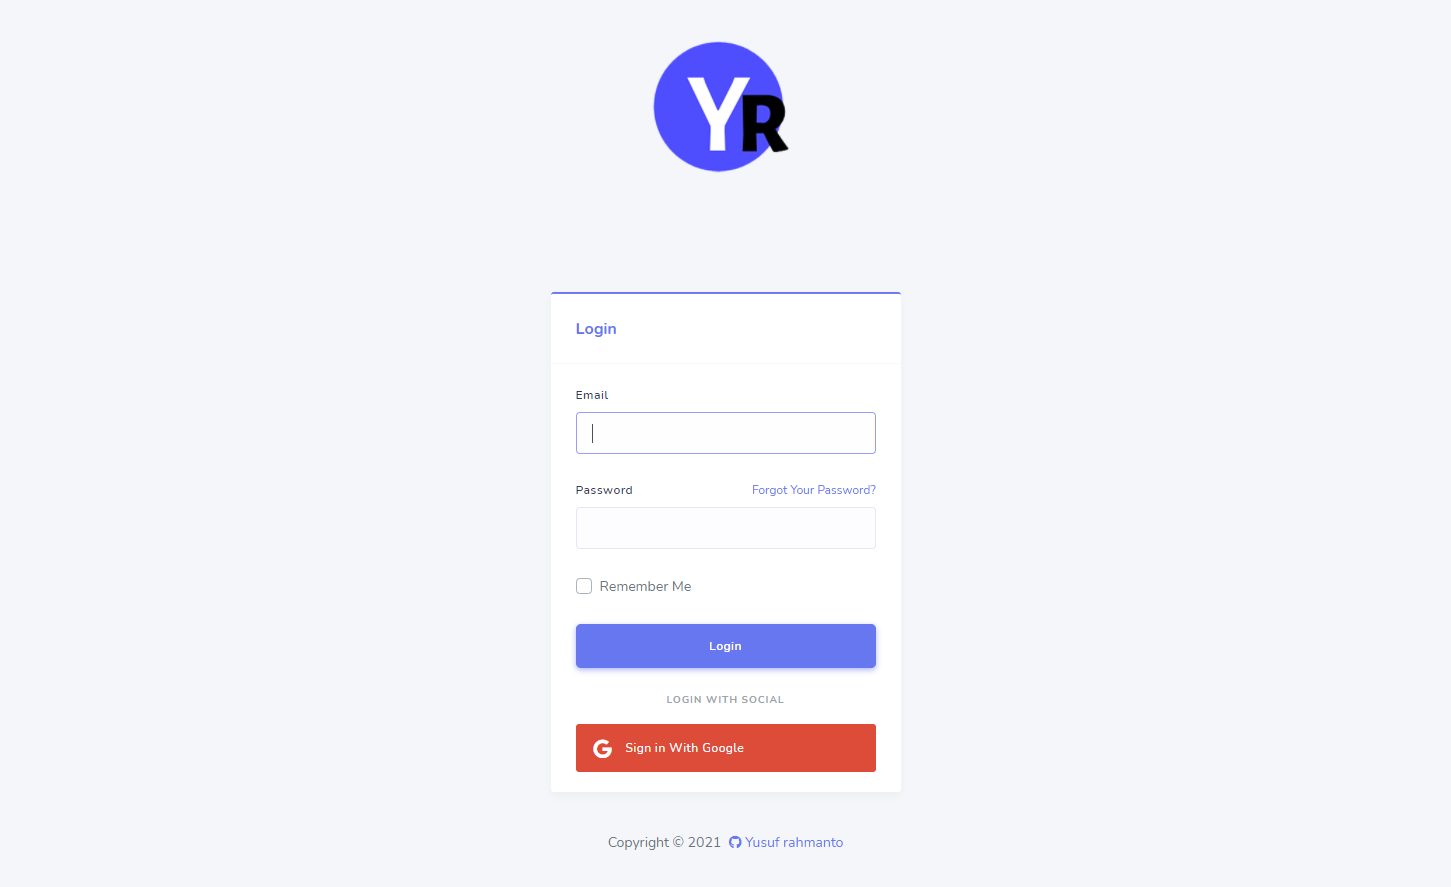 YR
Login
Email
Password Forgot Your Password?
Remember Me
Login
LOGIN WITH SOCIAL
Sign in With Google
Copyright © 2021 Yusuf rahmanto